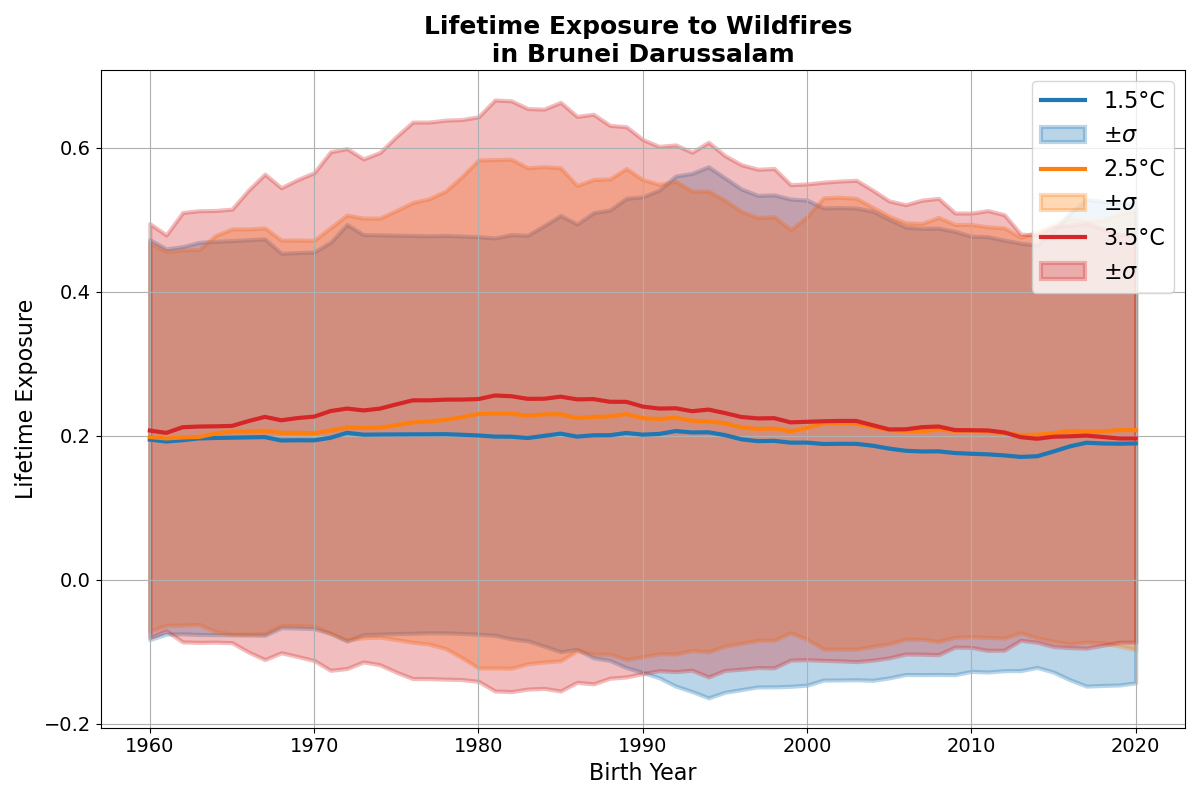 Lifetime Exposure to Wildfires
in Brunei Darussalam
Lifetime Exposure
0.6
0.4
0.2
0.0
−0.2
1960
1970
1980
1990
2000
2010
2020
Birth Year
1.5°C
±σ
2.5°C
±σ
3.5°C
±σ